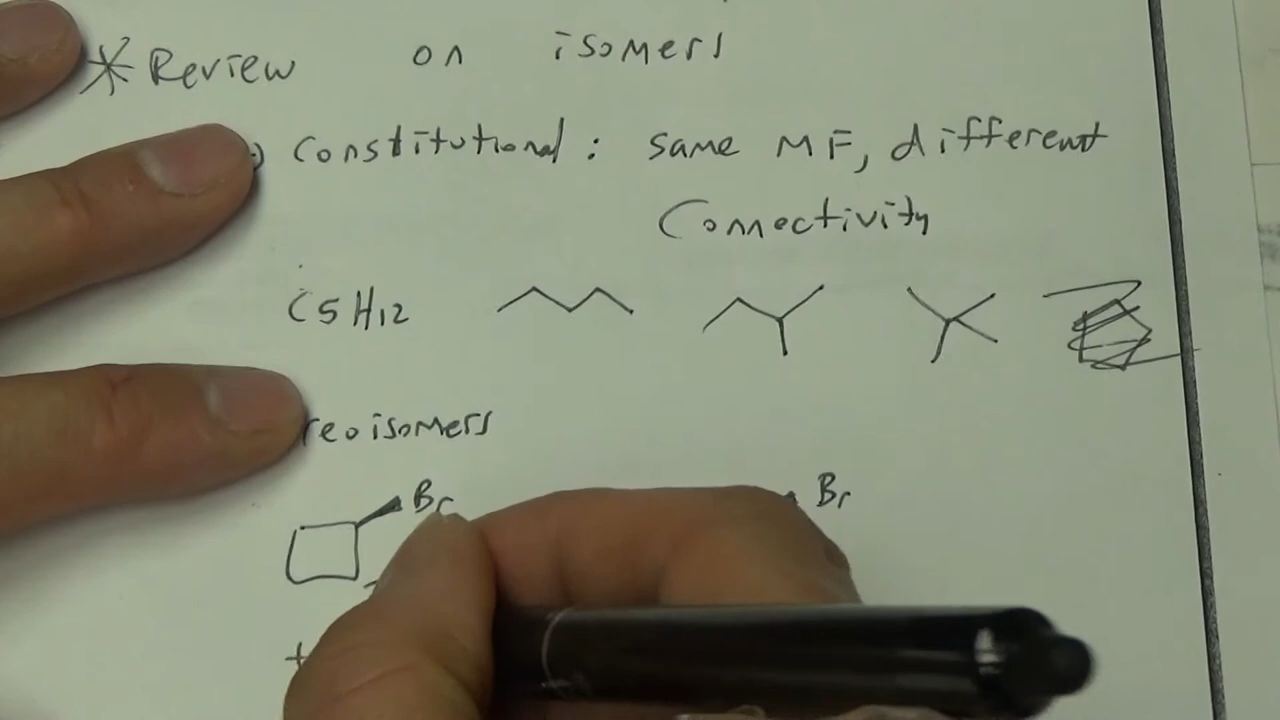 * Review on isomers
Constitutional: same MF, different
Connectivity
C5H12
reoisomers
Br Br